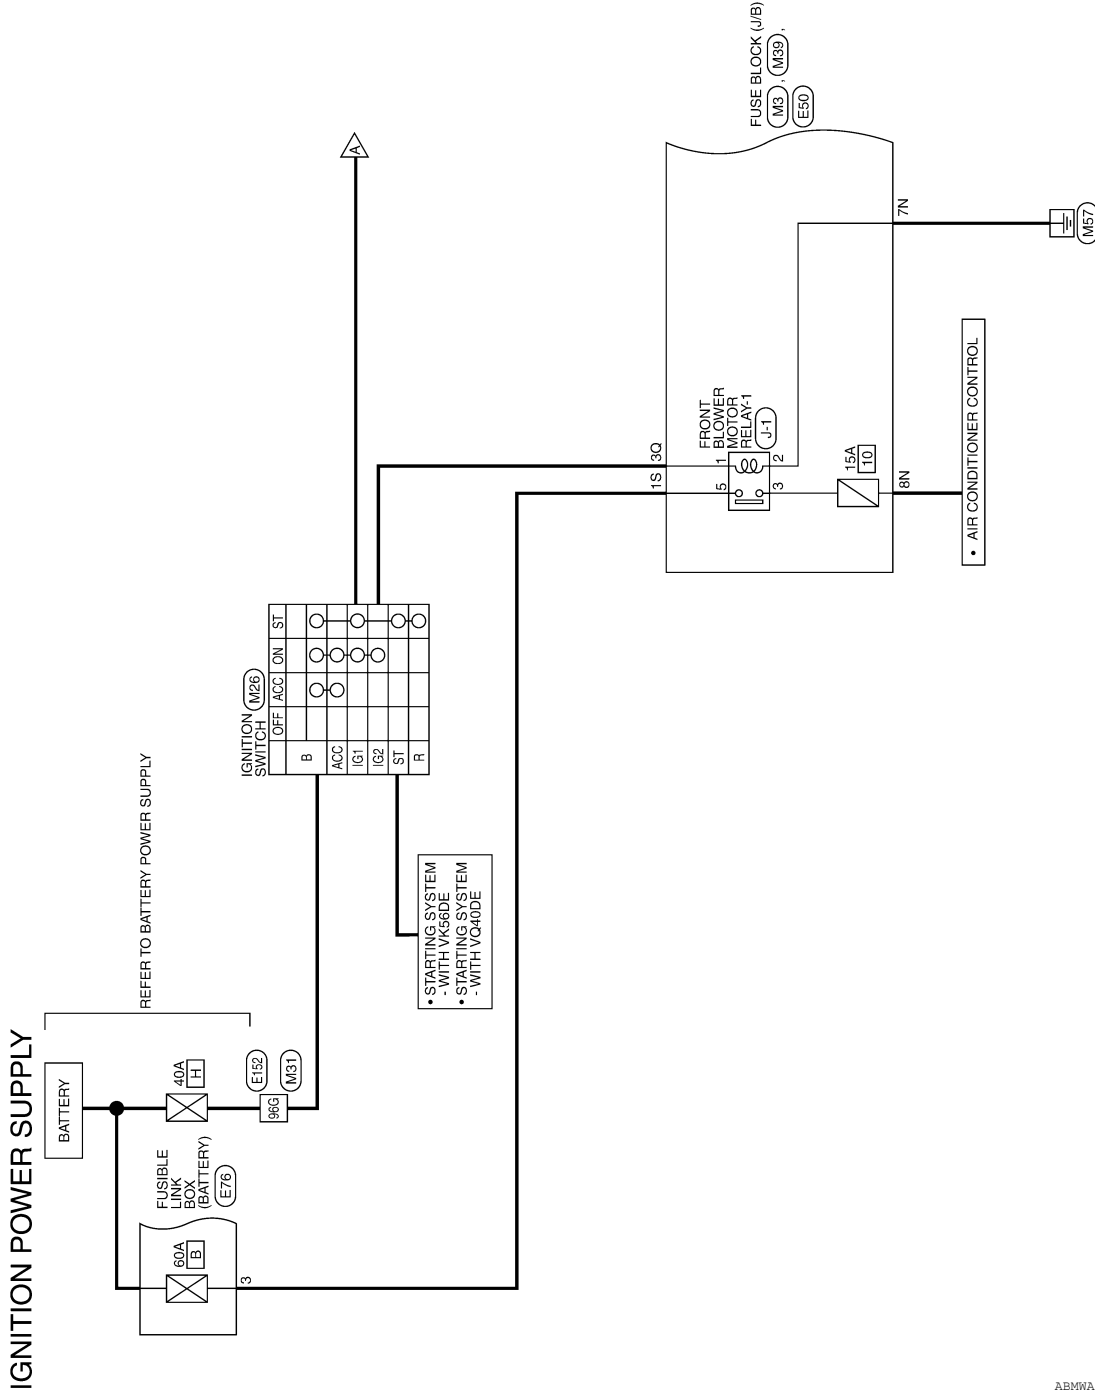 IGNITION POWER SUPPLY
BATTERY
REFER TO BATTERY POWER SUPPLY
40A
H
E152
96G
M31
FUSIBLE
LINK
BOX
(BATTERY)
E76
60A
B
3
IGNITION
SWITCH
M26
OFF
ACC
ON
ST
B
ACC
IG1
IG2
ST
R
A
• STARTING SYSTEM
- WITH VK56DE
• STARTING SYSTEM
- WITH VQ40DE
FUSE BLOCK (J/B)
M3 , M39 ,
E50
1S
3Q
FRONT
BLOWER
MOTOR
RELAY-1
J-1
5
1
3
2
15A
10
8N
7N
• AIR CONDITIONER CONTROL
M57
ABMWA